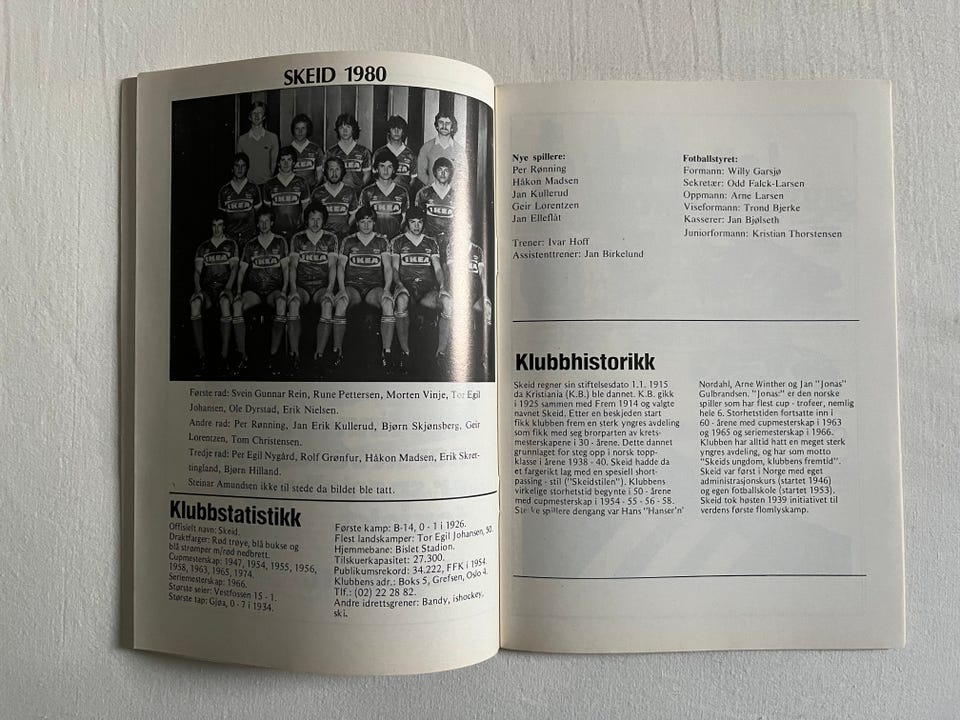 SKEID 1980
IKEA IKEA IKEA
IKEA IKEA IKEA IKEA IKEA
IKEA IKEA IKEA IKEA IKEA
Første rad: Svein Gunnar Rein, Rune Pettersen, Morten Vinje, Tor Egil
Johansen, Ole Dyrstad, Erik Nielsen.
Andre rad: Per Rønning, Jan Erik Kullerud, Bjørn Skjønsberg, Geir
Lorentzen, Tom Christensen.
Tredje rad: Per Egil Nygård, Rolf Grønfur, Håkon Madsen, Erik Skret-
tingland, Bjørn Hilland.
Steinar Amundsen ikke til stede da bildet ble tatt.
Klubbstatistikk
Offisielt navn: Skeid.
Draktfarger: Rød trøye, blå bukse og
blå strømper m/rød nedbrett.
Cupmesterskap: 1947, 1954, 1955, 1956,
1958, 1963, 1965, 1974.
Seriemesterskap: 1966.
Største seier: Vestfossen 15 - 1.
Største tap: Gjøa, 0 - 7 i 1934.
Første kamp: B-14, 0 - 1 i 1926.
Flest landskamper: Tor Egil Johansen, 50.
Hjemmebane: Bislet Stadion.
Tilskuerkapasitet: 27.300.
Publikumsrekord: 34.222, FFK i 1954.
Klubbens adr.: Boks 5, Grefsen, Oslo 4.
Tlf.: (02) 22 28 82.
Andre idrettsgrener: Bandy, ishockey,
ski.
Nye spillere:
Per Rønning
Håkon Madsen
Jan Kullerud
Geir Lorentzen
Jan Elleflåt
Trener: Ivar Hoff
Assistenttrener: Jan Birkelund
Fotballstyret:
Formann: Willy Garsjø
Sekretær: Odd Falck-Larsen
Oppmann: Arne Larsen
Viseformann: Trond Bjerke
Kasserer: Jan Bjølseth
Juniorformann: Kristian Thorstensen
Klubbhistorikk
Skeid regner sin stiftelsesdato 1.1. 1915
da Kristiania (K.B.) ble dannet. K.B. gikk
i 1925 sammen med Frem 1914 og valgte
navnet Skeid. Etter en beskjeden start
fikk klubben frem en sterk yngres avdeling
som fikk med seg brorparten av krets-
mesterskapene i 30 - årene. Dette dannet
grunnlaget for steg opp i norsk topp-
klasse i årene 1938 - 40. Skeid hadde da
et fargerikt lag med en spesiell short-
passing - stil ("Skeidstilen"). Klubbens
virkelige storhetstid begynte i 50 - årene
med cupmesterskap i 1954 - 55 - 56 - 58.
Sterke spillere dengang var Hans "Hanser'n"
Nordahl, Arne Winther og Jan "Jonas"
Gulbrandsen. "Jonas:" er den norske
spiller som har flest cup - trofeer, nemlig
hele 6. Storhetstiden fortsatte inn i
60 - årene med cupmesterskap i 1963
og 1965 og seriemesterskap i 1966.
Klubben har alltid hatt en meget sterk
yngres avdeling, og har som motto
"Skeids ungdom, klubbens fremtid".
Skeid var først i Norge med eget
administrasjonskurs (startet 1946)
og egen fotballskole (startet 1953).
Skeid tok høsten 1939 initiativet til
verdens første flomlyskamp.